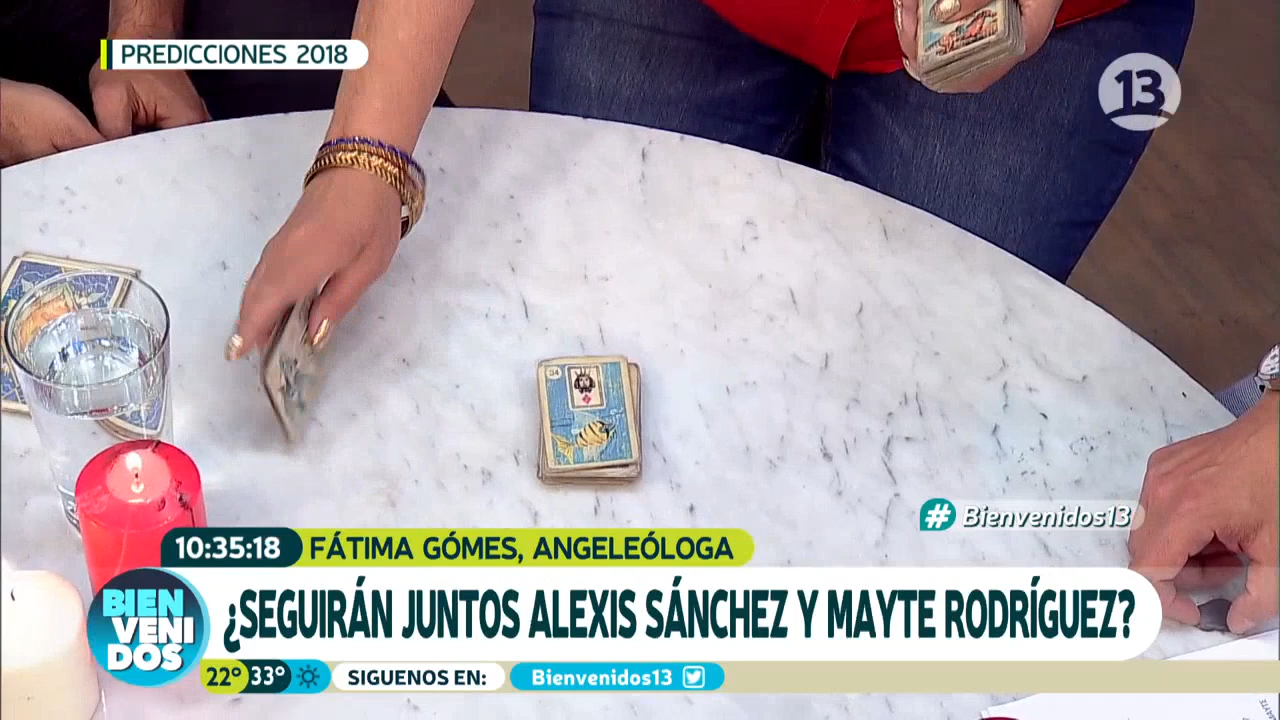 PREDICCIONES 2018
13
34
#Bienvenidos13
10:35:18
FÁTIMA GÓMES, ANGELEÓLOGA
BIEN
VENI
DOS
¿SEGUIRÁN JUNTOS ALEXIS SÁNCHEZ Y MAYTE RODRÍGUEZ?
22° 33°
SIGUENOS EN:
Bienvenidos13